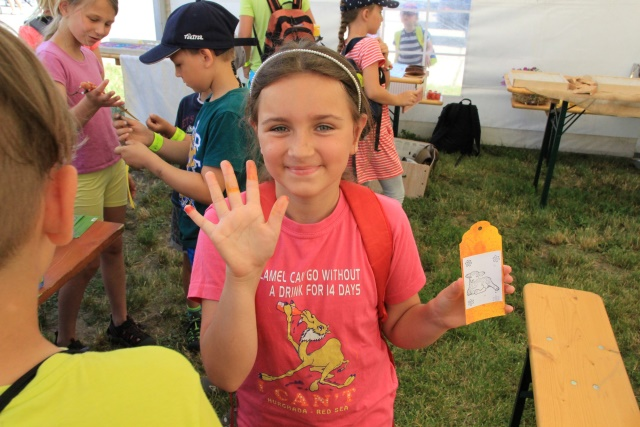 CAMEL CAN GO WITHOUT
A DRINK FOR 14 DAYS
I CAN'T
HURGHADA - RED SEA